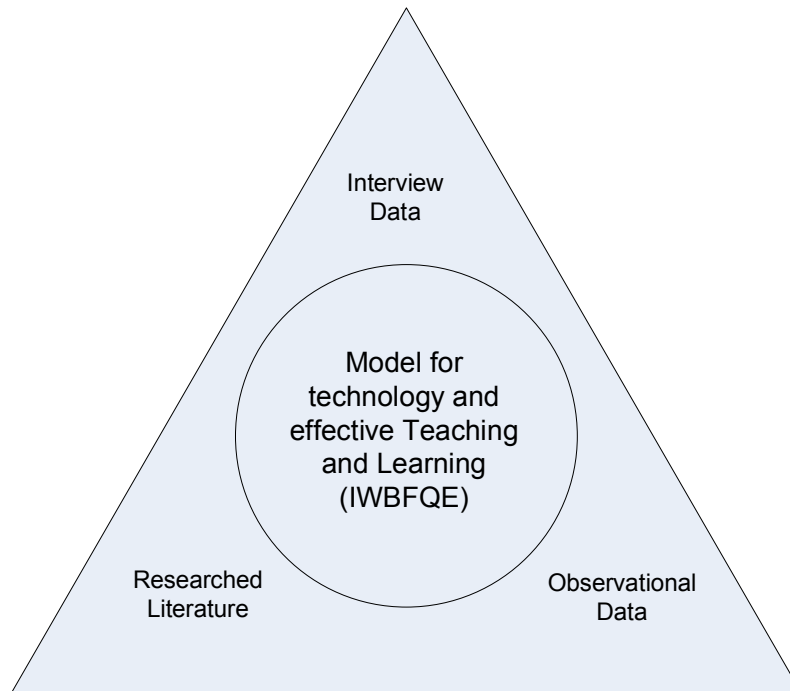 Interview
Data
Model for
technology and
effective Teaching
and Learning
(IWBFQE)
Researched
Literature
Observational
Data